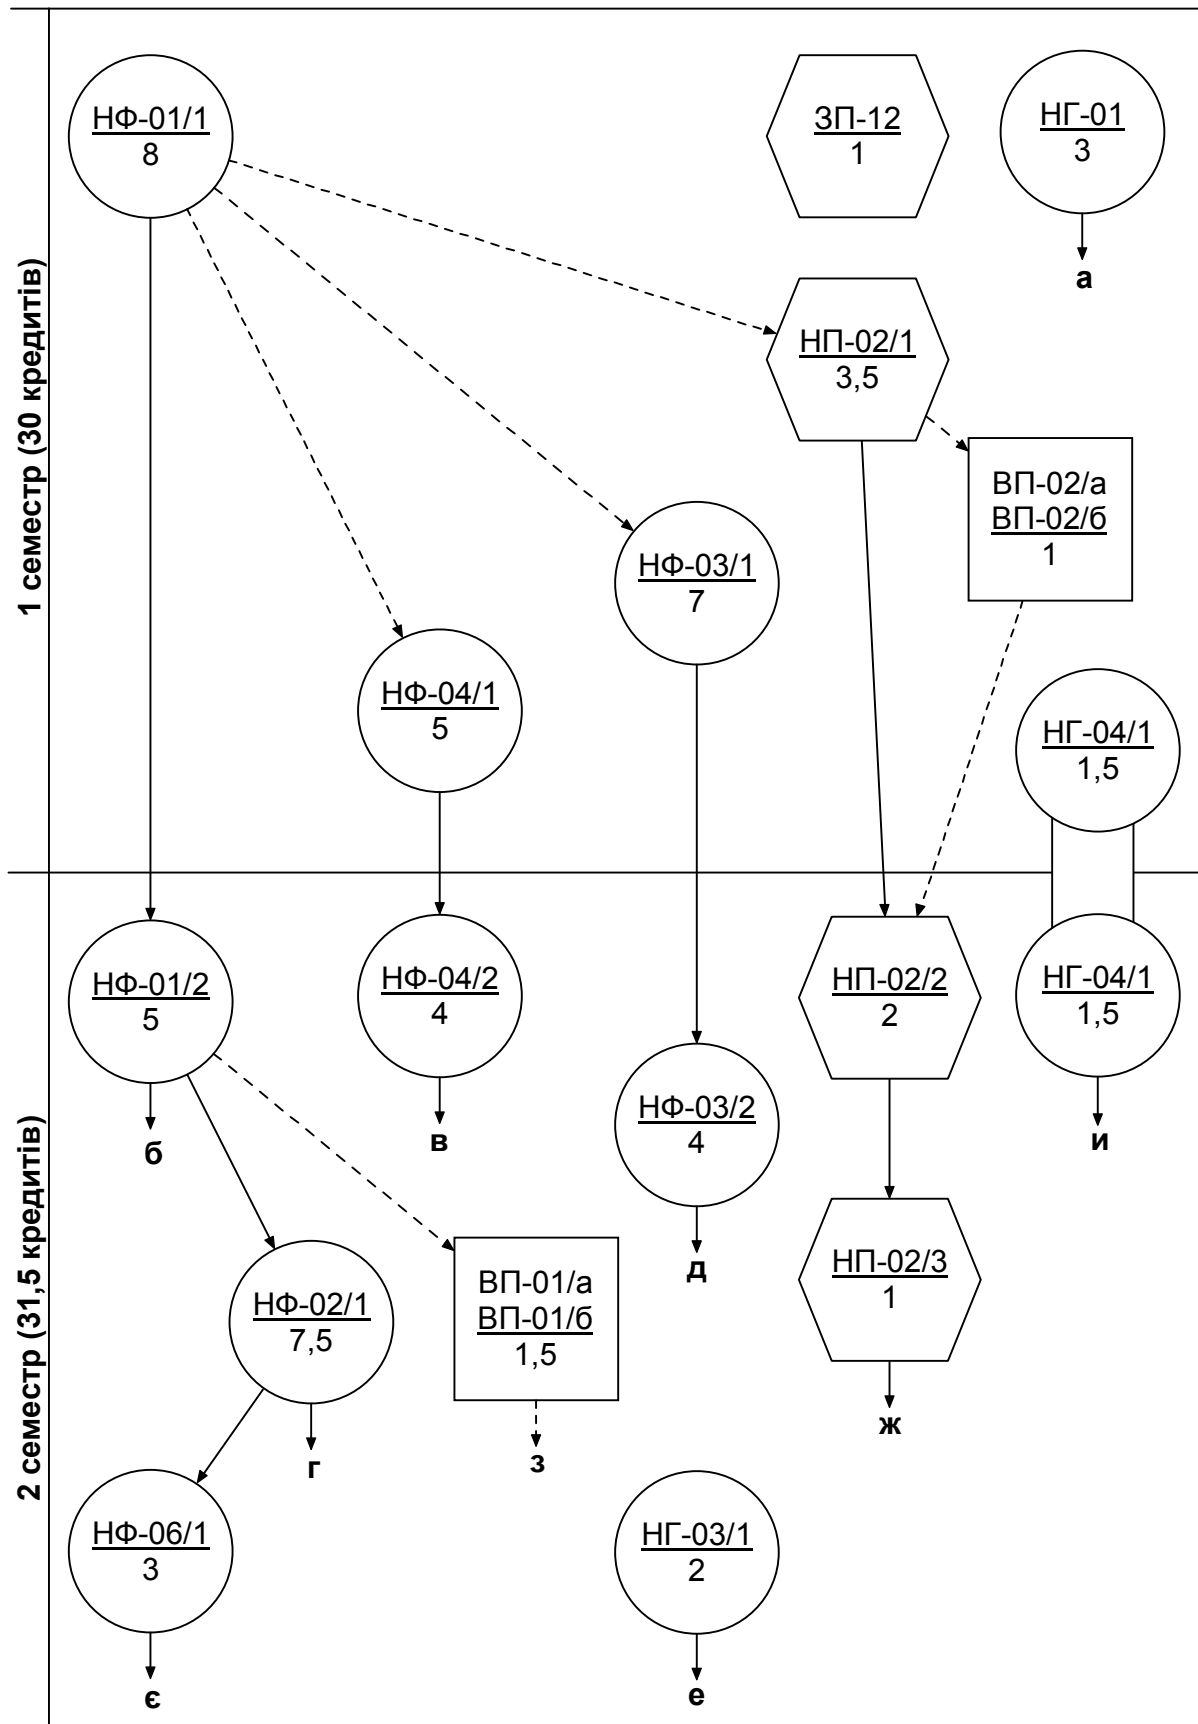 1 семестр (30 кредитів)
НФ-01/1
8
ЗП-12
1
НГ-01
3
а
НП-02/1
3,5
ВП-02/а
ВП-02/б
1
НФ-03/1
7
НФ-04/1
5
НГ-04/1
1,5
2 семестр (31,5 кредитів)
НФ-01/2
5
б
НФ-04/2
4
в
НП-02/2
2
НГ-04/1
1,5
и
НФ-03/2
4
д
НФ-02/1
7,5
г
ВП-01/а
ВП-01/б
1,5
з
НП-02/3
1
ж
НФ-06/1
3
є
НГ-03/1
2
е